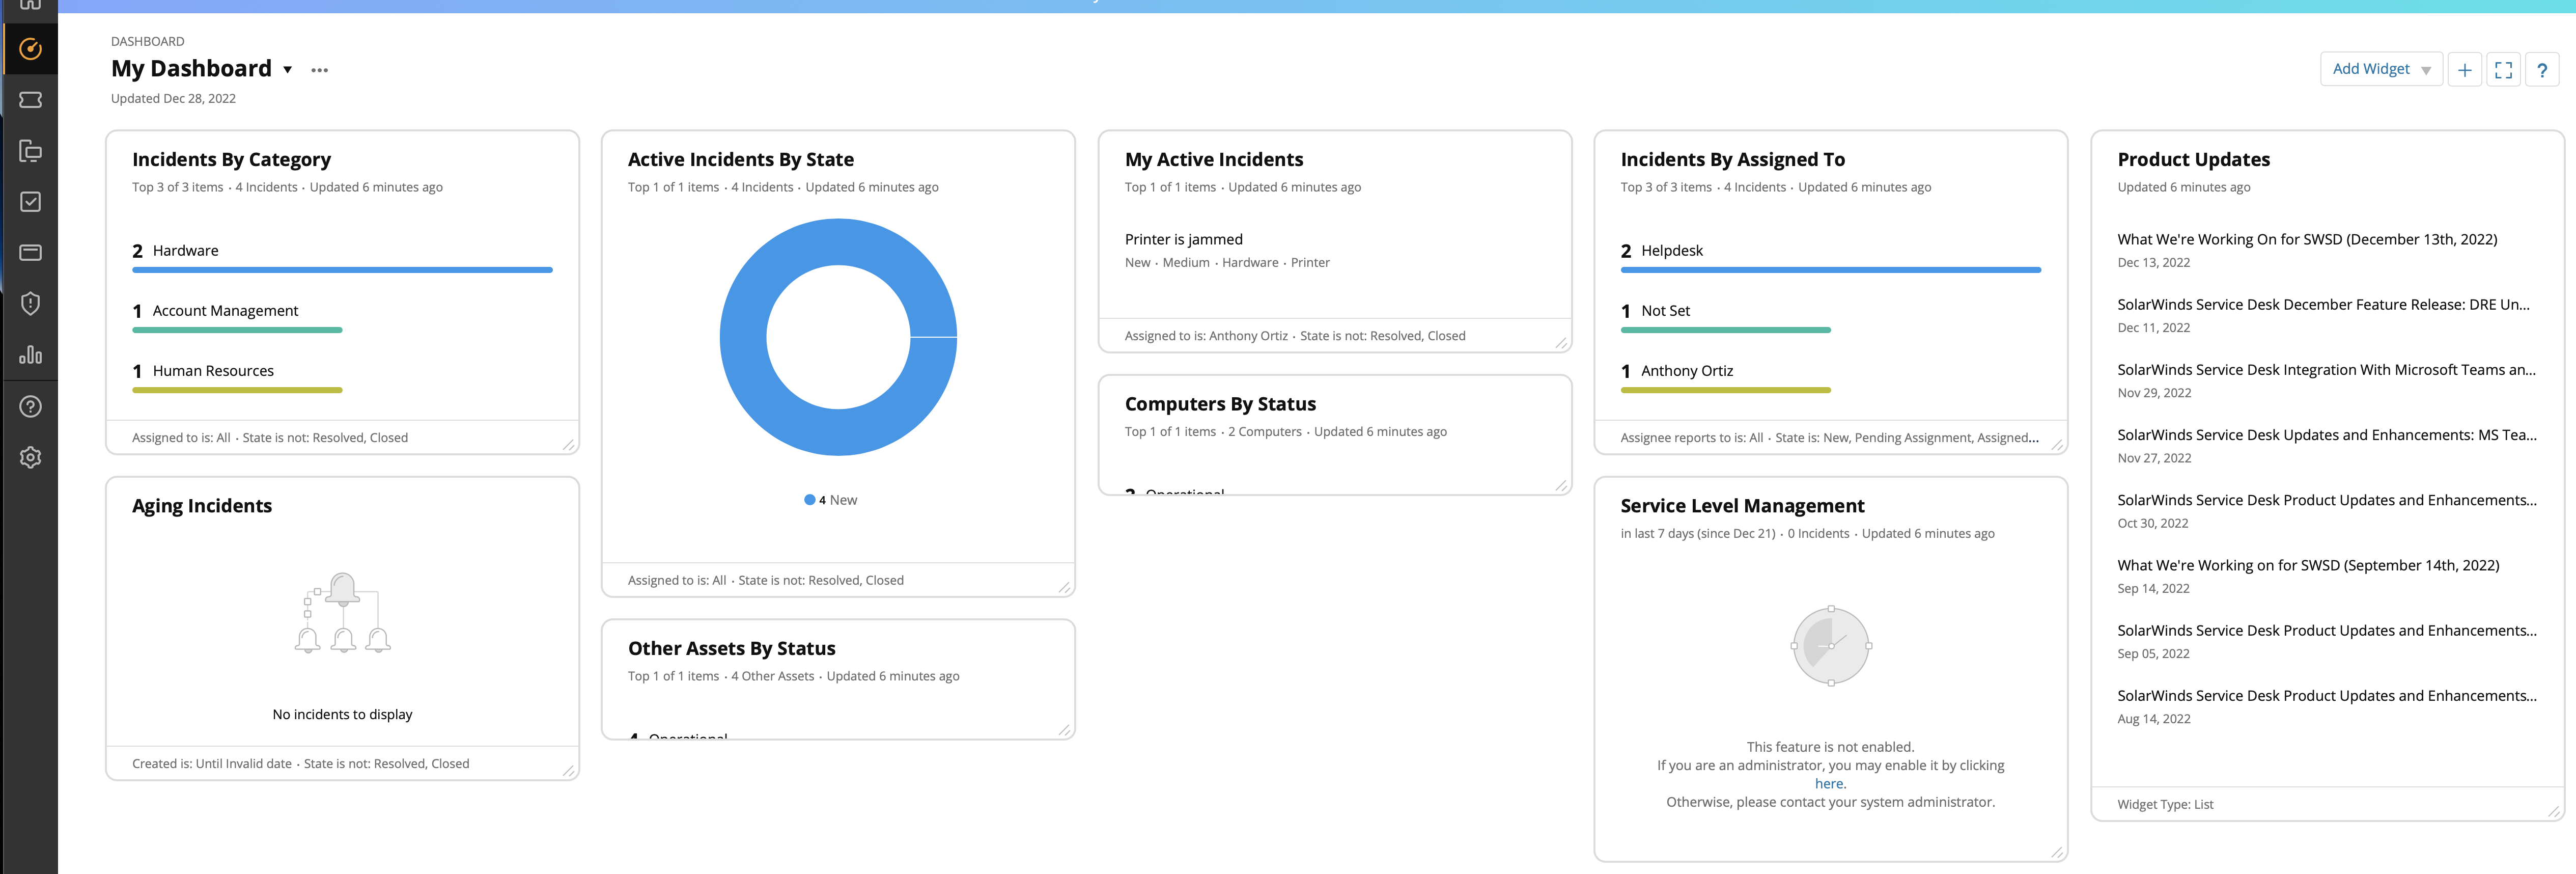 DASHBOARD
My Dashboard
Updated Dec 28, 2022
Add Widget
?
Incidents By Category
Top 3 of 3 items · 4 Incidents · Updated 6 minutes ago
2 Hardware
1 Account Management
1 Human Resources
Assigned to is: All · State is not: Resolved, Closed
Aging Incidents
No incidents to display
Created is: Until Invalid date · State is not: Resolved, Closed
Active Incidents By State
Top 1 of 1 items · 4 Incidents · Updated 6 minutes ago
4 New
Assigned to is: All · State is not: Resolved, Closed
Other Assets By Status
Top 1 of 1 items · 4 Other Assets · Updated 6 minutes ago
4 Operational
My Active Incidents
Top 1 of 1 items · Updated 6 minutes ago
Printer is jammed
New · Medium · Hardware · Printer
Assigned to is: Anthony Ortiz · State is not: Resolved, Closed
Computers By Status
Top 1 of 1 items · 2 Computers · Updated 6 minutes ago
2 Operational
Incidents By Assigned To
Top 3 of 3 items · 4 Incidents · Updated 6 minutes ago
2 Helpdesk
1 Not Set
1 Anthony Ortiz
Assignee reports to is: All · State is: New, Pending Assignment, Assigned...
Service Level Management
in last 7 days (since Dec 21) · 0 Incidents · Updated 6 minutes ago
This feature is not enabled.
If you are an administrator, you may enable it by clicking
here.
Otherwise, please contact your system administrator.
Product Updates
Updated 6 minutes ago
What We're Working On for SWSD (December 13th, 2022)
Dec 13, 2022
SolarWinds Service Desk December Feature Release: DRE Un...
Dec 11, 2022
SolarWinds Service Desk Integration With Microsoft Teams an...
Nov 29, 2022
SolarWinds Service Desk Updates and Enhancements: MS Tea...
Nov 27, 2022
SolarWinds Service Desk Product Updates and Enhancements...
Oct 30, 2022
What We're Working on for SWSD (September 14th, 2022)
Sep 14, 2022
SolarWinds Service Desk Product Updates and Enhancements...
Sep 05, 2022
SolarWinds Service Desk Product Updates and Enhancements...
Aug 14, 2022
Widget Type: List